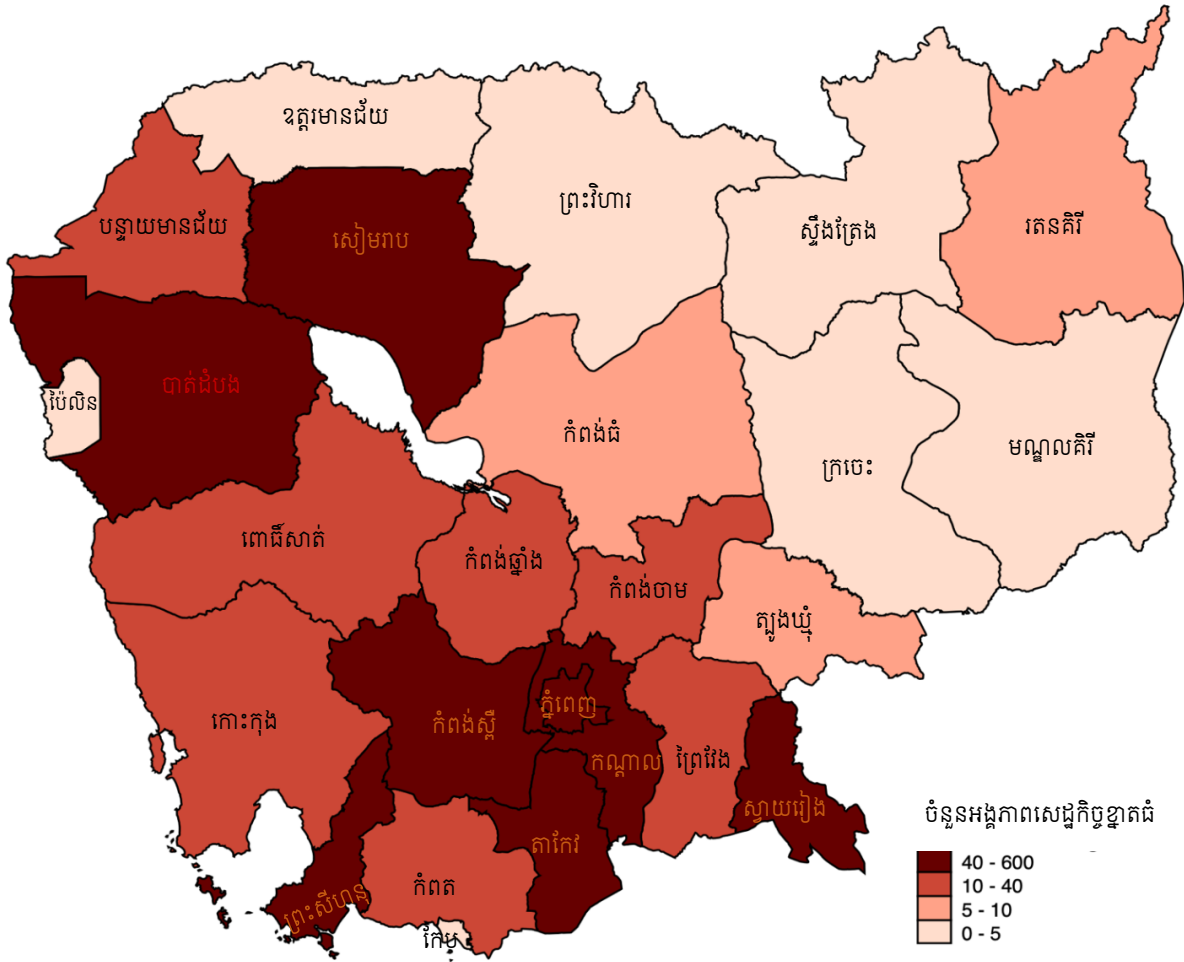 ឧត្តរមានជ័យ
ព្រះវិហារ
បន្ទាយមានជ័យ
សៀមរាប
ស្ទឹងត្រែង
រតនគិរី
បាត់ដំបង
ប៉ៃលិន
កំពង់ធំ
ក្រចេះ
មណ្ឌលគិរី
ពោធិ៍សាត់
កំពង់ឆ្នាំង
កំពង់ចាម
ត្បូងឃ្មុំ
កោះកុង
កំពង់ស្ពឺ
ភ្នំពេញ
កណ្ដាល
ព្រៃវែង
ស្វាយរៀង
តាកែវ
កំពត
ព្រះសីហនុ
កែប
ចំនួនអង្គភាពសេដ្ឋកិច្ចខ្នាតធំ
40 - 600
10 - 40
5 - 10
0 - 5